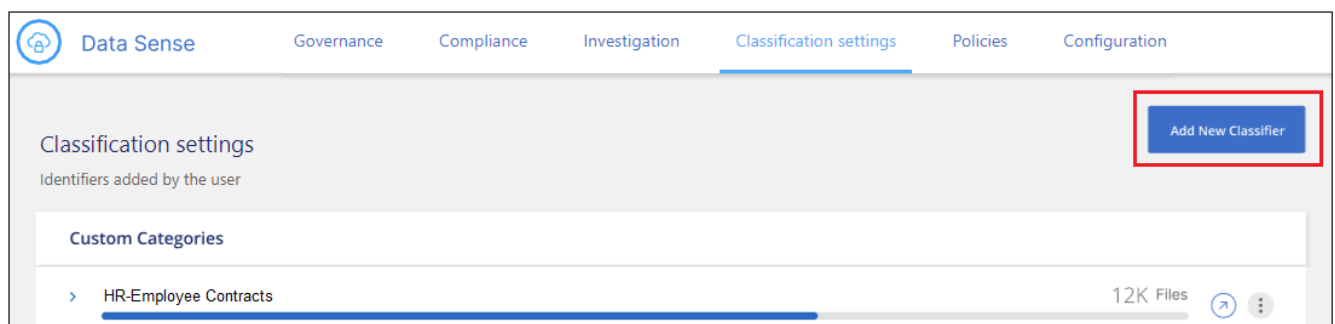 Data Sense Governance Compliance Investigation Classification settings Policies Configuration
Add New Classifier
Classification settings
Identifiers added by the user
Custom Categories
HR-Employee Contracts 12K Files